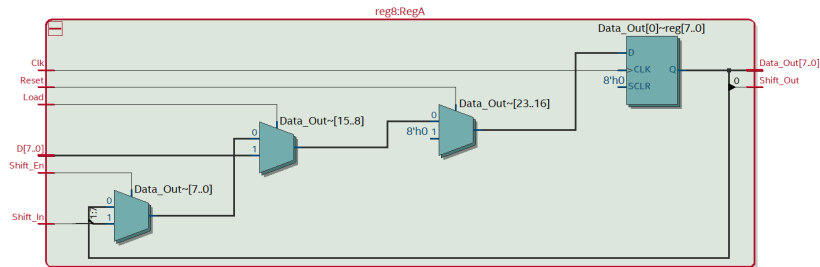 reg8:RegA
Data_Out[0]~reg[7..0]
D
Clk
>CLK
Q
Data_Out[7..0]
Reset
8'h0
SCLR
0
Shift_Out
Load
Data_Out~[23..16]
0
8'h0
1
Data_Out~[15..8]
0
D[7..0]
1
Shift_En
Data_Out~[7..0]
0
Shift_In
1